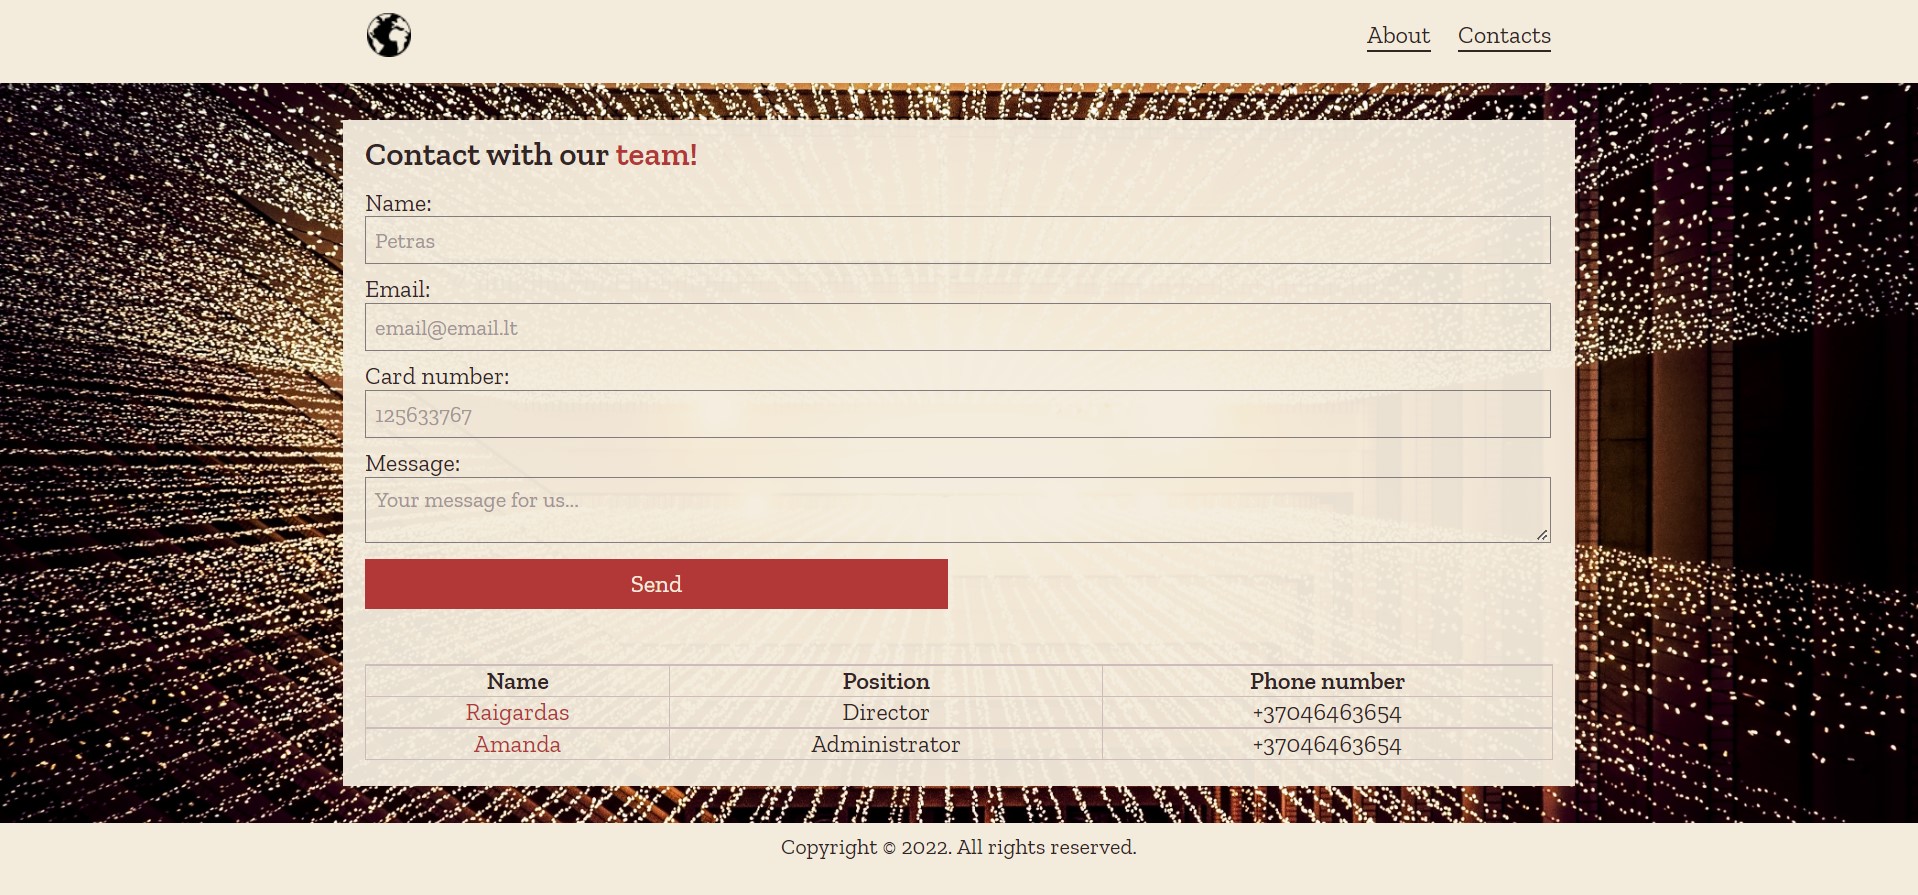 About Contacts
Contact with our team!
Name:
Petras
Email:
email@email.lt
Card number:
125633767
Message:
Your message for us...
Send
Name Position Phone number
Raigardas Director +37046463654
Amanda Administrator +37046463654
Copyright © 2022. All rights reserved.